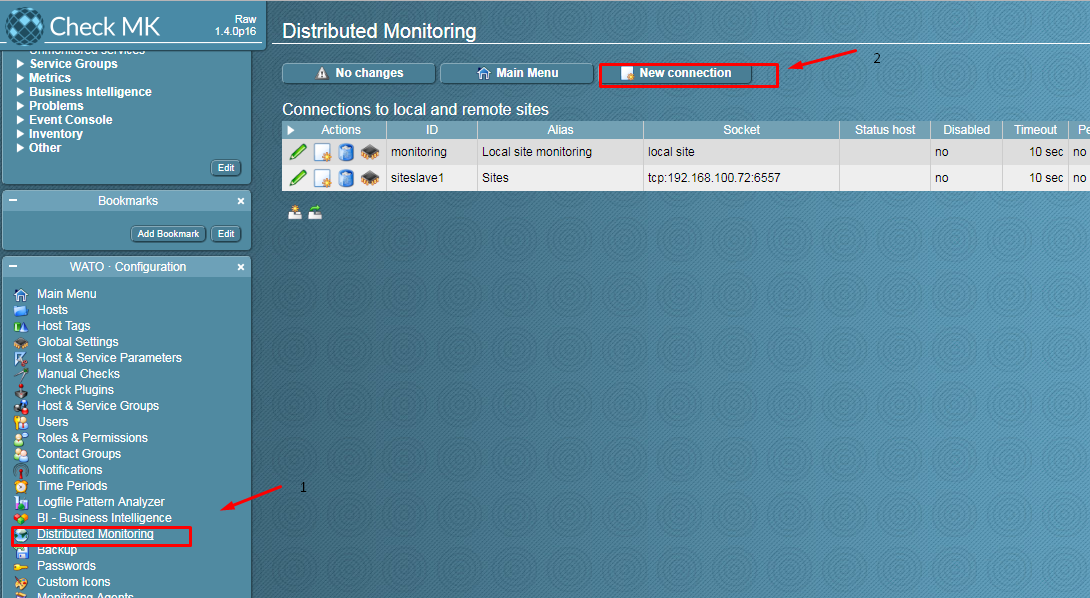 Check MK
Raw
1.4.0p16
Unmonitored services
Service Groups
Metrics
Business Intelligence
Problems
Event Console
Inventory
Other
Edit
Bookmarks
Add Bookmark Edit
WATO · Configuration
Main Menu
Hosts
Host Tags
Global Settings
Host & Service Parameters
Manual Checks
Check Plugins
Host & Service Groups
Users
Roles & Permissions
Contact Groups
Notifications
Time Periods
Logfile Pattern Analyzer
BI - Business Intelligence
Distributed Monitoring
Backup
Passwords
Custom Icons
Monitoring Agents
1
Distributed Monitoring
No changes Main Menu New connection
2
Connections to local and remote sites
Actions ID Alias Socket Status host Disabled Timeout Pe
monitoring Local site monitoring local site no 10 sec no
siteslave1 Sites tcp:192.168.100.72:6557 no 10 sec no